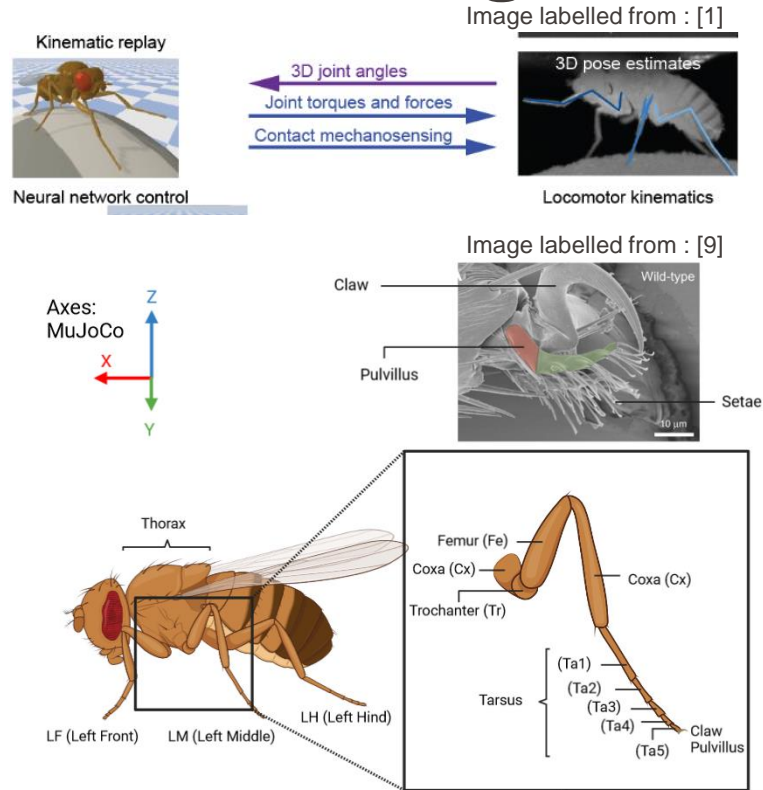 Image labelled from : [1]
Kinematic replay
3D joint angles
3D pose estimates
Joint torques and forces
Contact mechanosensing
Neural network control
Locomotor kinematics
Image labelled from : [9]
Claw
Wild-type
Axes:
MuJoCo
Z
X
Y
Pulvillus
Setae
10 µm
Thorax
Femur (Fe)
Coxa (Cx)
Coxa (Cx)
Trochanter (Tr)
(Ta1)
(Ta2)
Tarsus
(Ta3)
(Ta4)
(Ta5)
Claw
Pulvillus
LF (Left Front)
LM (Left Middle)
LH (Left Hind)